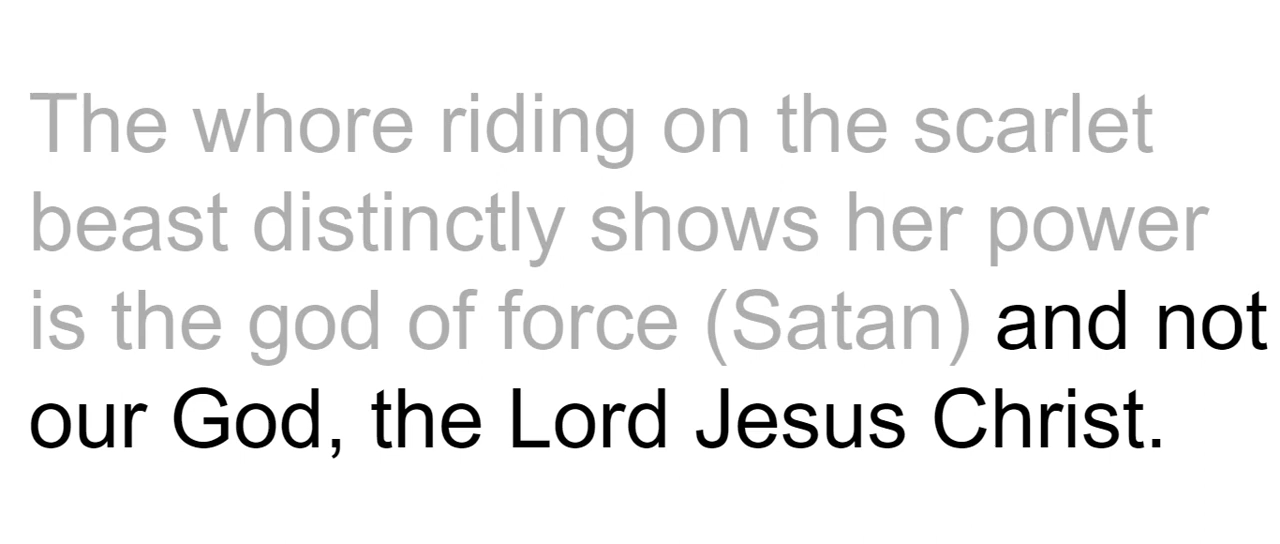 The whore riding on the scarlet
beast distinctly shows her power
is the god of force (Satan) and not
our God, the Lord Jesus Christ.